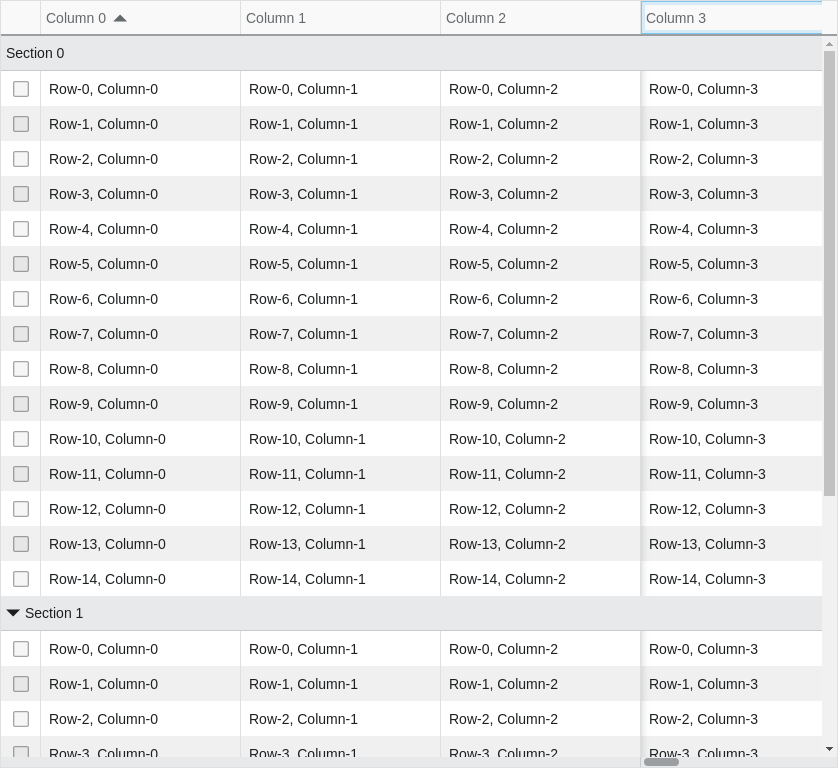 Column 0 Column 1 Column 2 Column 3
Section 0
Row-0, Column-0 Row-0, Column-1 Row-0, Column-2 Row-0, Column-3
Row-1, Column-0 Row-1, Column-1 Row-1, Column-2 Row-1, Column-3
Row-2, Column-0 Row-2, Column-1 Row-2, Column-2 Row-2, Column-3
Row-3, Column-0 Row-3, Column-1 Row-3, Column-2 Row-3, Column-3
Row-4, Column-0 Row-4, Column-1 Row-4, Column-2 Row-4, Column-3
Row-5, Column-0 Row-5, Column-1 Row-5, Column-2 Row-5, Column-3
Row-6, Column-0 Row-6, Column-1 Row-6, Column-2 Row-6, Column-3
Row-7, Column-0 Row-7, Column-1 Row-7, Column-2 Row-7, Column-3
Row-8, Column-0 Row-8, Column-1 Row-8, Column-2 Row-8, Column-3
Row-9, Column-0 Row-9, Column-1 Row-9, Column-2 Row-9, Column-3
Row-10, Column-0 Row-10, Column-1 Row-10, Column-2 Row-10, Column-3
Row-11, Column-0 Row-11, Column-1 Row-11, Column-2 Row-11, Column-3
Row-12, Column-0 Row-12, Column-1 Row-12, Column-2 Row-12, Column-3
Row-13, Column-0 Row-13, Column-1 Row-13, Column-2 Row-13, Column-3
Row-14, Column-0 Row-14, Column-1 Row-14, Column-2 Row-14, Column-3
Section 1
Row-0, Column-0 Row-0, Column-1 Row-0, Column-2 Row-0, Column-3
Row-1, Column-0 Row-1, Column-1 Row-1, Column-2 Row-1, Column-3
Row-2, Column-0 Row-2, Column-1 Row-2, Column-2 Row-2, Column-3
Row-3, Column-0 Row-3, Column-1 Row-3, Column-2 Row-3, Column-3